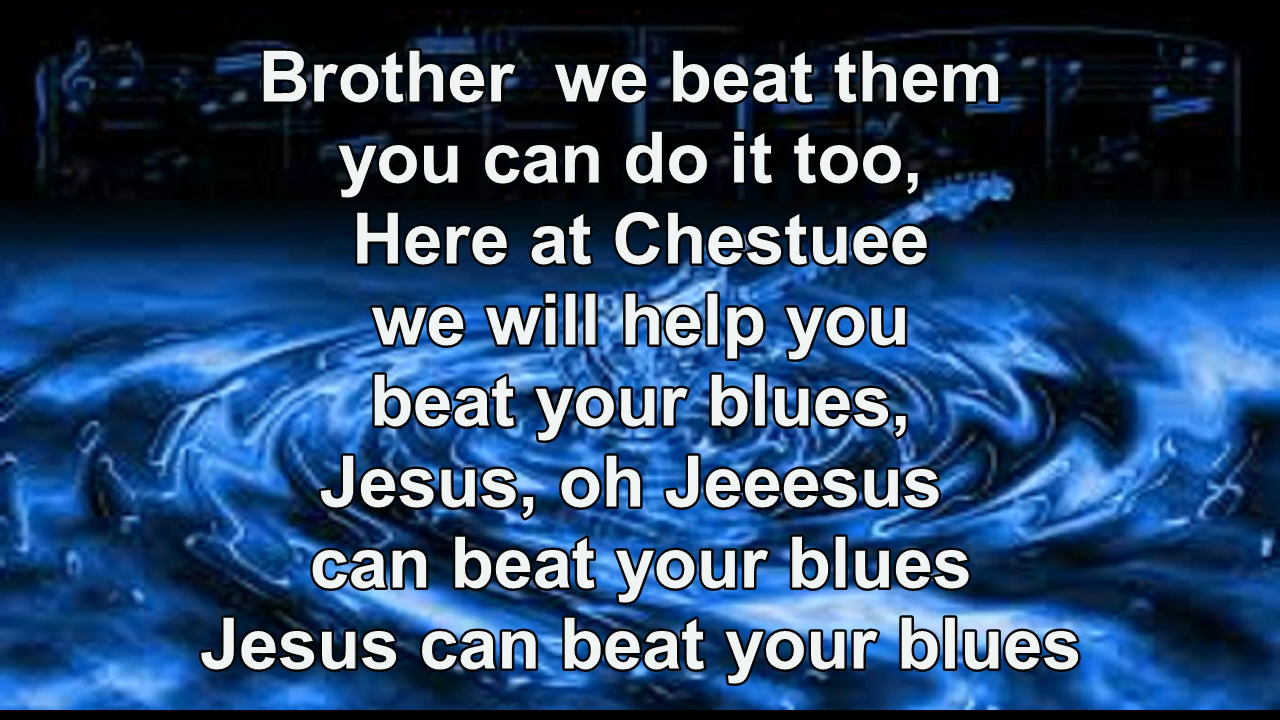 Brother  we beat them
you can do it too,
Here at Chestuee
we will help you
beat your blues,
Jesus, oh Jeeesus
can beat your blues
Jesus can beat your blues